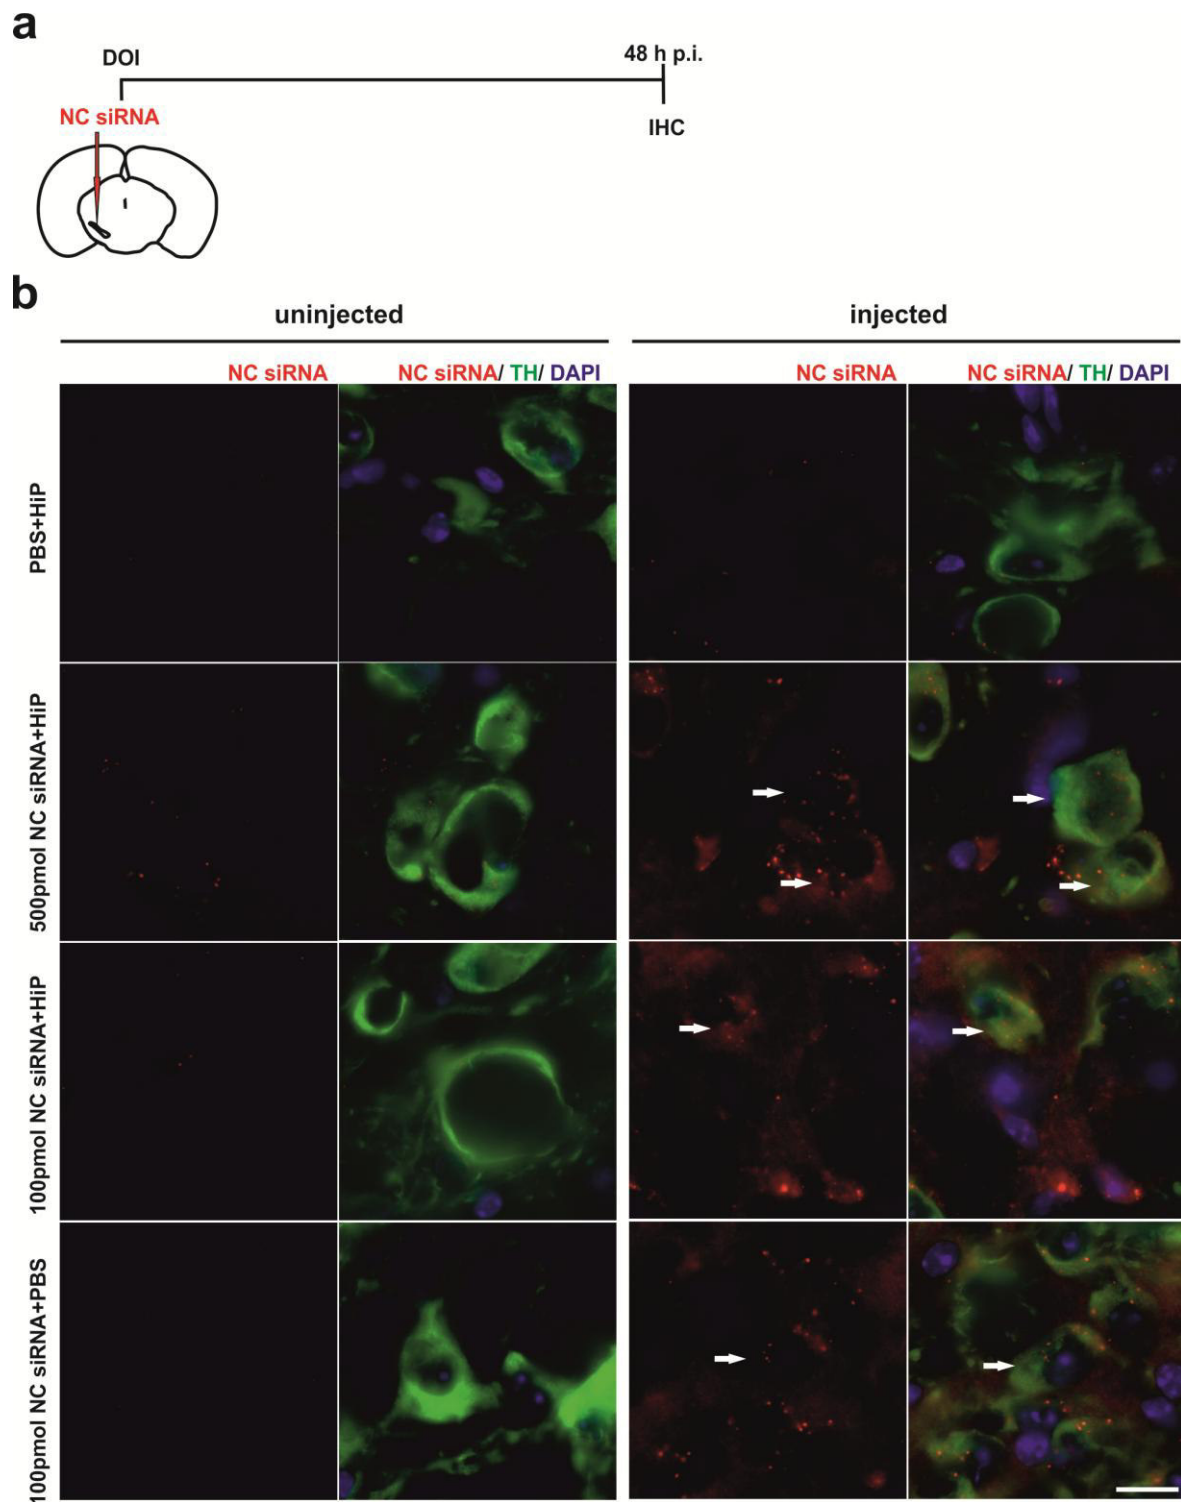 a
DOI
48 h p.i.
NC siRNA
IHC
b
uninjected
injected
NC siRNA
NC siRNA/ TH/ DAPI
NC siRNA
NC siRNA/ TH/ DAPI
PBS+HiP
500pmol NC siRNA+HiP
100pmol NC siRNA+HiP
100pmol NC siRNA+PBS